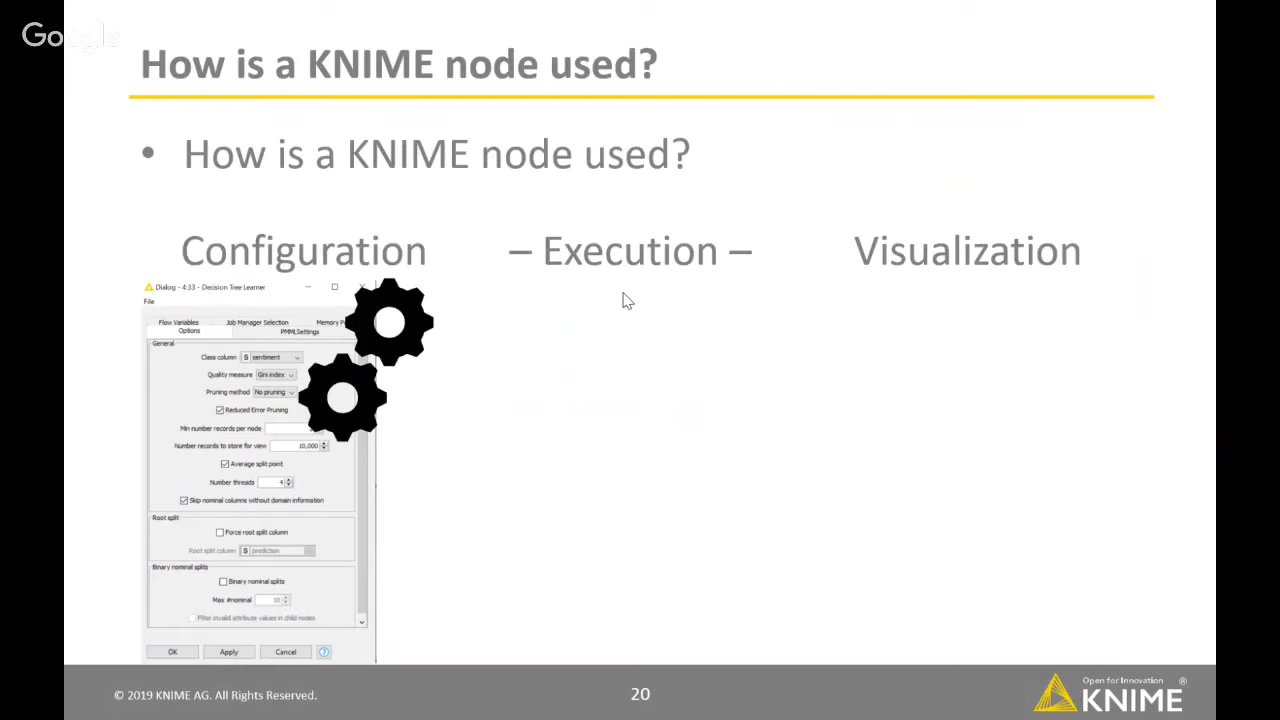 Google
How is a KNIME node used?
• How is a KNIME node used?
Configuration – Execution – Visualization
Dialog - 4:33 - Decision Tree Learner
File
Flow Variables Job Manager Selection Memory
Options PMMLSettings
General
Class column S sentiment
Quality measure Gini index
Pruning method No pruning
Reduced Error Pruning
Min number records per node
Number records to store for view 10,000
Average split point
Number threads 4
Skip nominal columns without domain information
Root split
Force root split column
Root split column S prediction
Binary nominal splits
Binary nominal splits
Max #nominal 10
Filter invalid attribute values in child nodes
OK Apply Cancel ?
© 2019 KNIME AG. All Rights Reserved.
20
Open for Innovation ®
KNIME